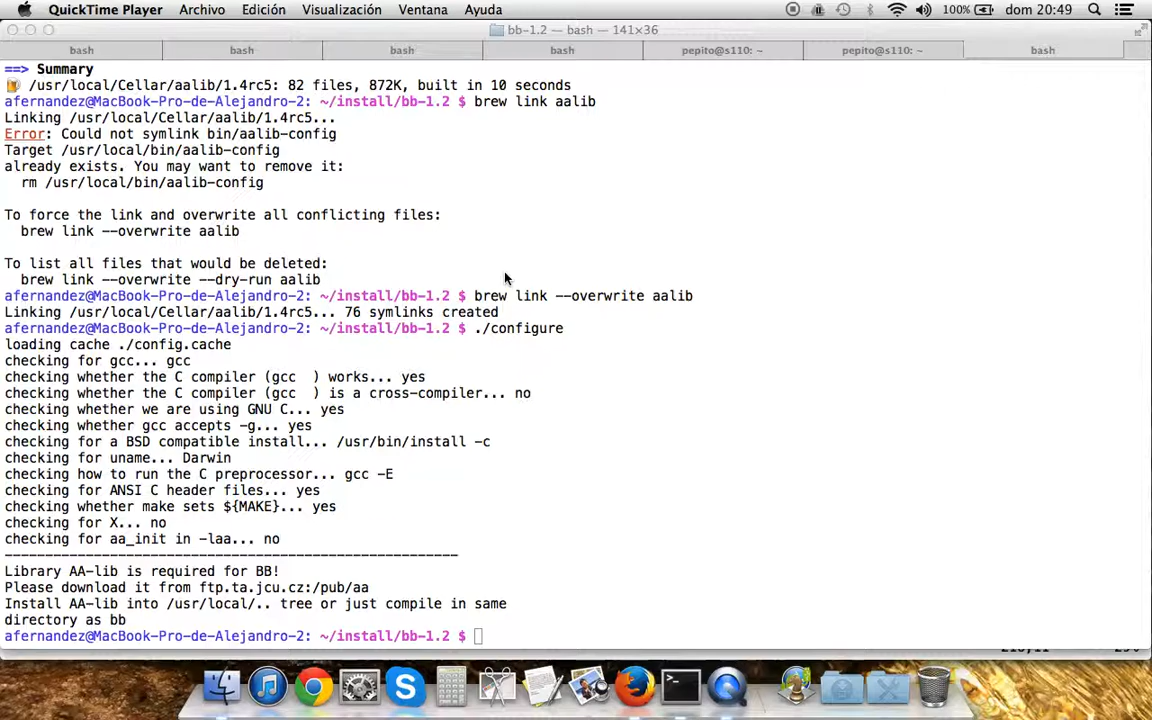 QuickTime Player Archivo Edición Visualización Ventana Ayuda 100% dom 20:49
bb-1.2 — bash — 141×36
bash bash bash bash pepito@s110: ~ pepito@s110: ~ bash
==> Summary
/usr/local/Cellar/aalib/1.4rc5: 82 files, 872K, built in 10 seconds
afernandez@MacBook-Pro-de-Alejandro-2: ~/install/bb-1.2 $ brew link aalib
Linking /usr/local/Cellar/aalib/1.4rc5...
Error: Could not symlink bin/aalib-config
Target /usr/local/bin/aalib-config
already exists. You may want to remove it:
rm /usr/local/bin/aalib-config
To force the link and overwrite all conflicting files:
brew link --overwrite aalib
To list all files that would be deleted:
brew link --overwrite --dry-run aalib
afernandez@MacBook-Pro-de-Alejandro-2: ~/install/bb-1.2 $ brew link --overwrite aalib
Linking /usr/local/Cellar/aalib/1.4rc5... 76 symlinks created
afernandez@MacBook-Pro-de-Alejandro-2: ~/install/bb-1.2 $ ./configure
loading cache ./config.cache
checking for gcc... gcc
checking whether the C compiler (gcc  ) works... yes
checking whether the C compiler (gcc  ) is a cross-compiler... no
checking whether we are using GNU C... yes
checking whether gcc accepts -g... yes
checking for a BSD compatible install... /usr/bin/install -c
checking for uname... Darwin
checking how to run the C preprocessor... gcc -E
checking for ANSI C header files... yes
checking whether make sets ${MAKE}... yes
checking for X... no
checking for aa_init in -laa... no
--------------------------------------------------------
Library AA-lib is required for BB!
Please download it from ftp.ta.jcu.cz:/pub/aa
Install AA-lib into /usr/local/.. tree or just compile in same
directory as bb
afernandez@MacBook-Pro-de-Alejandro-2: ~/install/bb-1.2 $